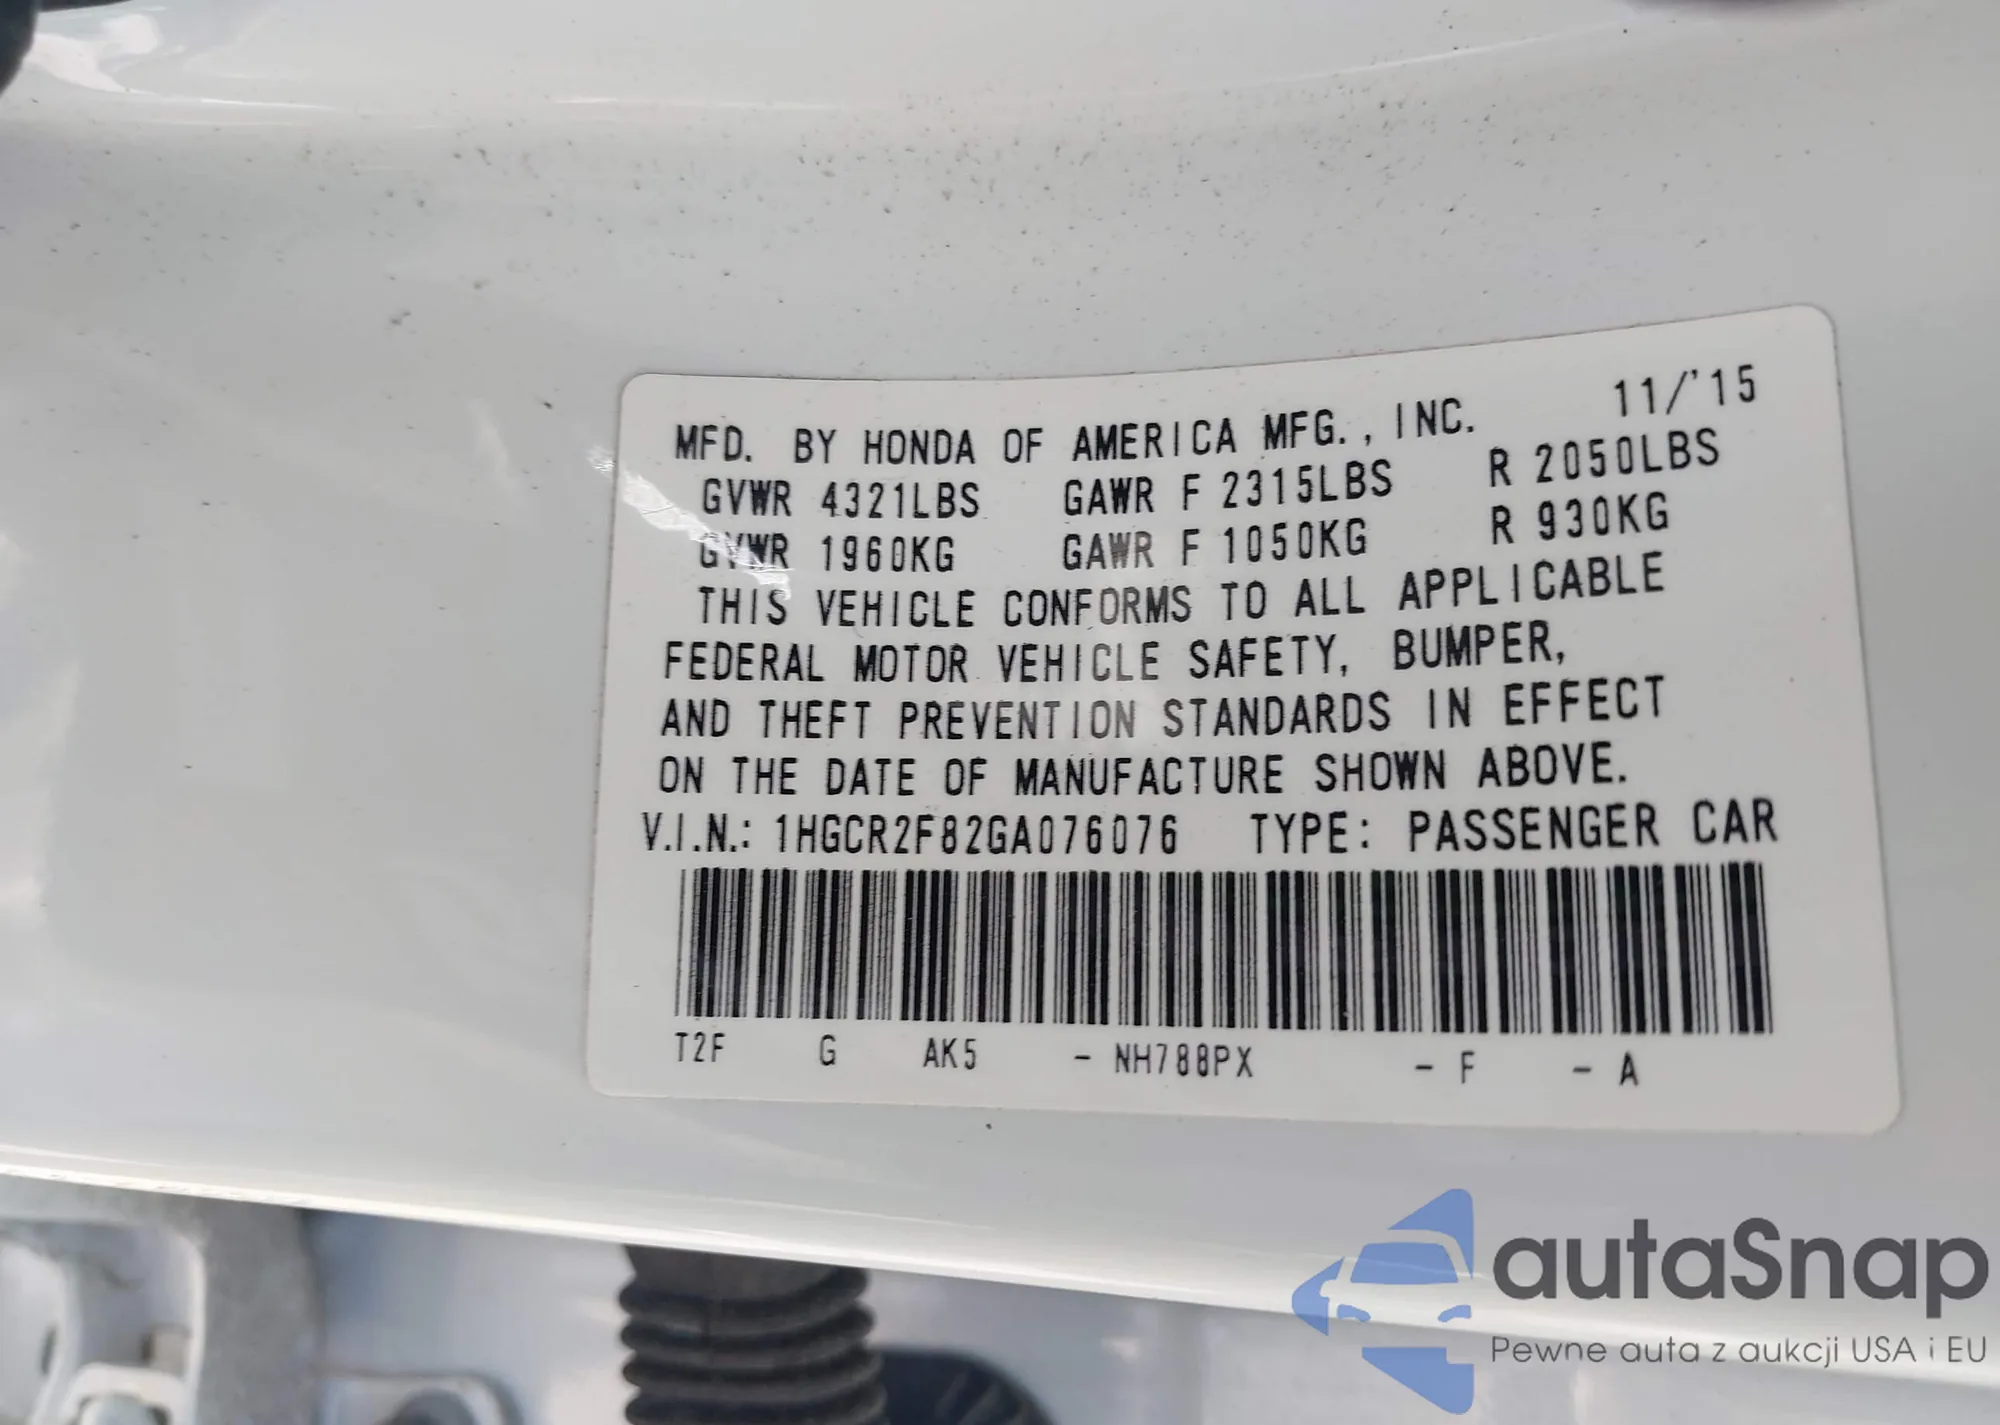 MFD. BY HONDA OF AMERICA MFG., INC. 11/'15
GVWR 4321LBS GAWR F 2315LBS R 2050LBS
GVWR 1960KG GAWR F 1050KG R 930KG
THIS VEHICLE CONFORMS TO ALL APPLICABLE
FEDERAL MOTOR VEHICLE SAFETY, BUMPER,
AND THEFT PREVENTION STANDARDS IN EFFECT
ON THE DATE OF MANUFACTURE SHOWN ABOVE.
V.I.N.: 1HGCR2F82GA076076 TYPE: PASSENGER CAR
T2F G AK5 - NH788PX - F - A
autaSnap
Pewne auta z aukcji USA i EU